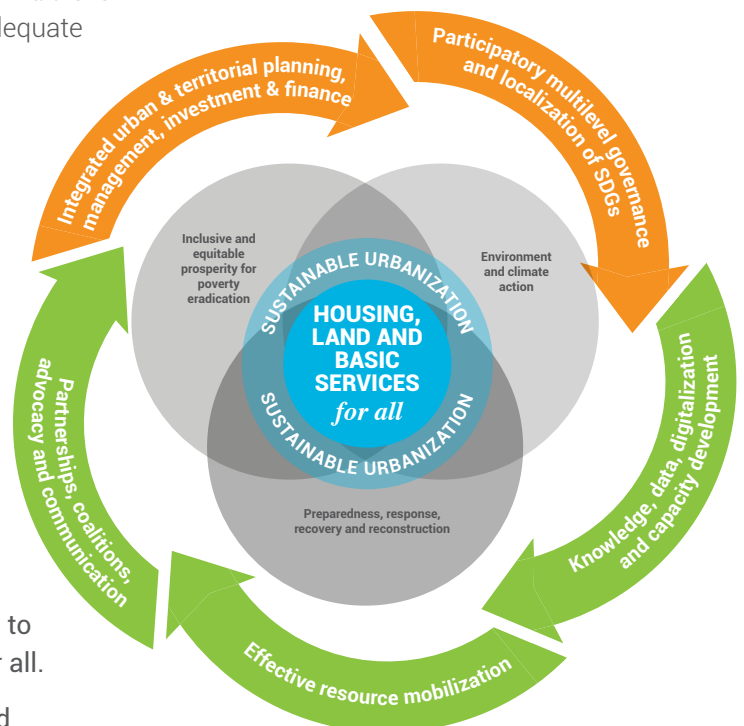 dequate
Integrated urban & territorial planning,
management, investment & finance
Participatory multilevel governance
and localization of SDGs
Inclusive and
equitable
prosperity for
poverty
eradication
Environment
and climate
action
SUSTAINABLE URBANIZATION
HOUSING,
LAND AND
BASIC
SERVICES
for all
SUSTAINABLE URBANIZATION
Preparedness, response,
recovery and reconstruction
Knowledge, data, digitalization
and capacity development
Partnerships, coalitions,
advocacy and communication
Effective resource mobilization
to
all.